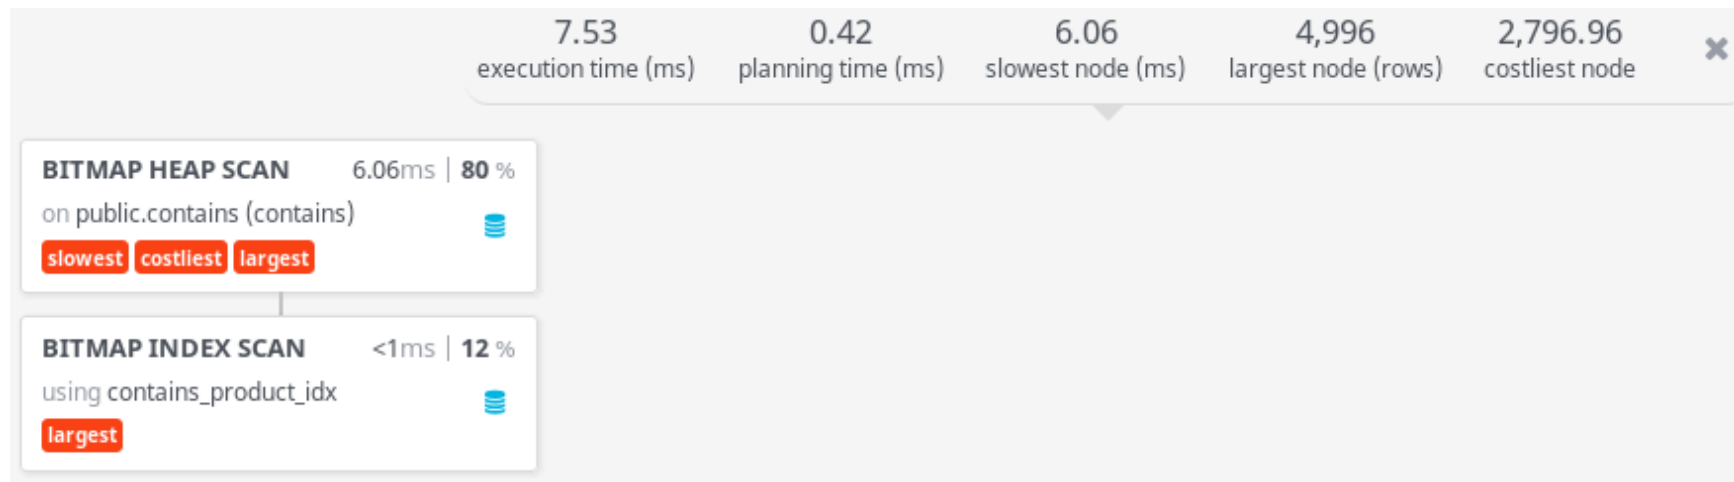 7.53 0.42 6.06 4,996 2,796.96
execution time (ms) planning time (ms) slowest node (ms) largest node (rows) costliest node
BITMAP HEAP SCAN 6.06ms | 80 %
on public.contains (contains)
slowest costliest largest
BITMAP INDEX SCAN <1ms | 12 %
using contains_product_idx
largest